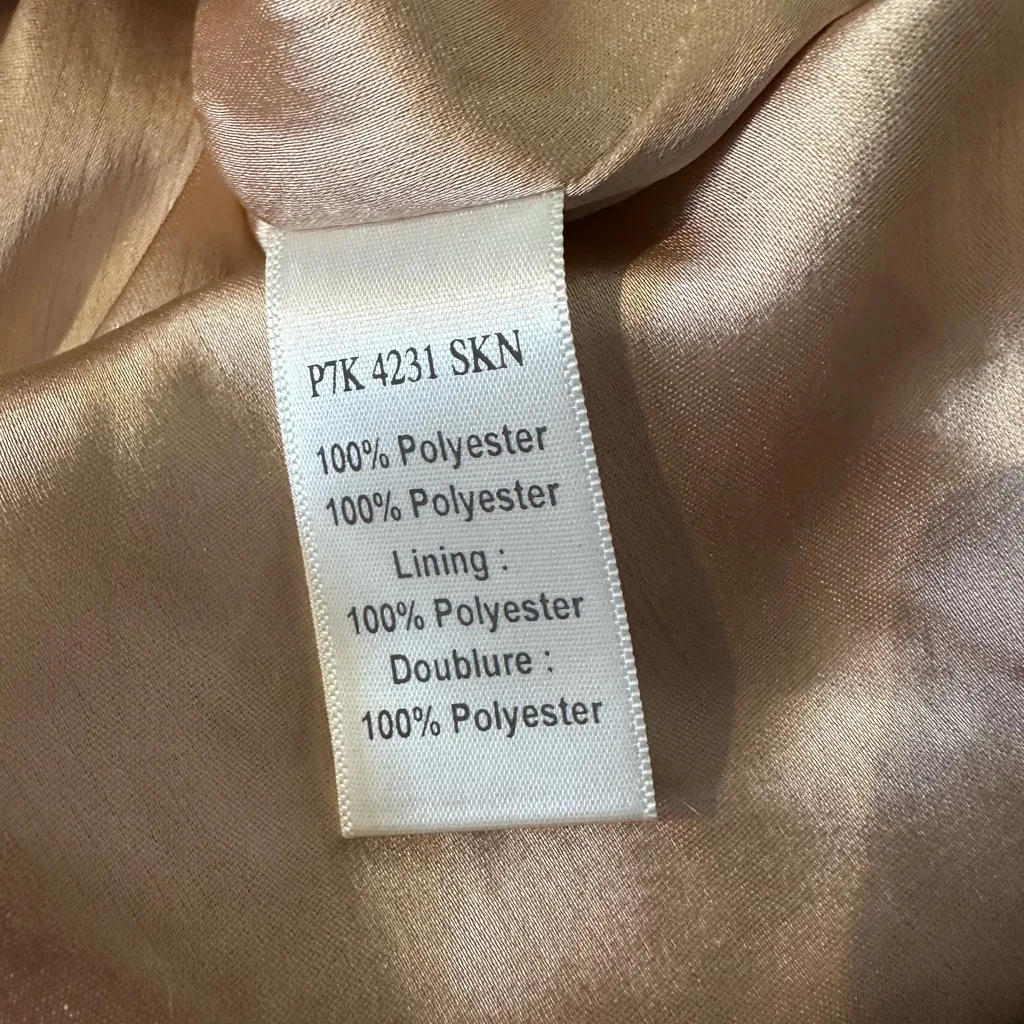 P7K 4231 SKN
100% Polyester
100% Polyester
Lining :
100% Polyester
Doublure :
100% Polyester